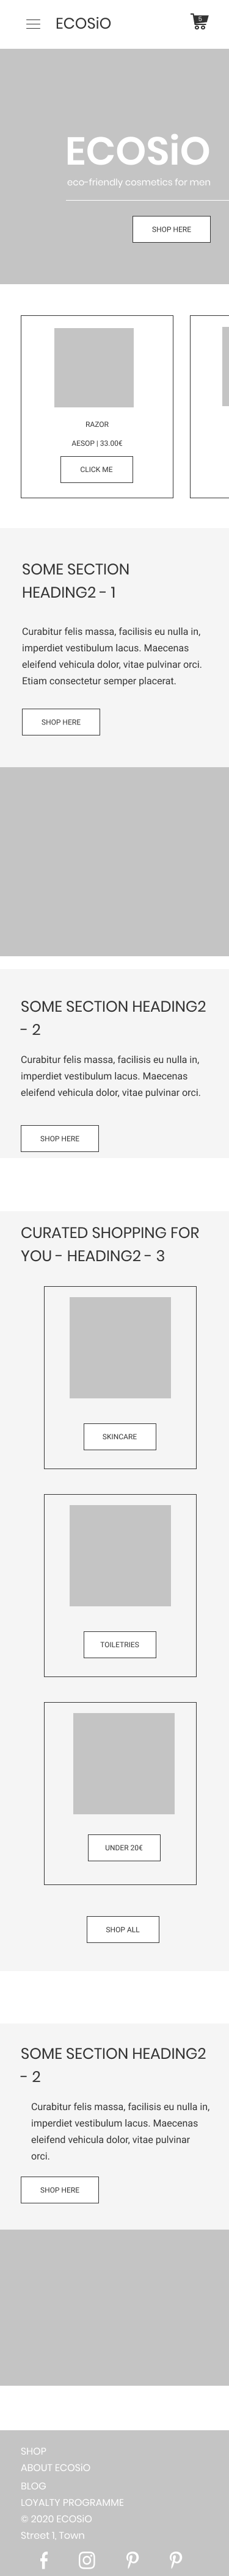 ECOSiO
5
ECOSiO
eco-friendly cosmetics for men
SHOP HERE
RAZOR
AESOP | 33.00€
CLICK ME
SOME SECTION
HEADING2 - 1
Curabitur felis massa, facilisis eu nulla in,
imperdiet vestibulum lacus. Maecenas
eleifend vehicula dolor, vitae pulvinar orci.
Etiam consectetur semper placerat.
SHOP HERE
SOME SECTION HEADING2
- 2
Curabitur felis massa, facilisis eu nulla in,
imperdiet vestibulum lacus. Maecenas
eleifend vehicula dolor, vitae pulvinar orci.
SHOP HERE
CURATED SHOPPING FOR
YOU - HEADING2 - 3
SKINCARE
TOILETRIES
UNDER 20€
SHOP ALL
SOME SECTION HEADING2
- 2
Curabitur felis massa, facilisis eu nulla in,
imperdiet vestibulum lacus. Maecenas
eleifend vehicula dolor, vitae pulvinar
orci.
SHOP HERE
SHOP
ABOUT ECOSiO
BLOG
LOYALTY PROGRAMME
© 2020 ECOSiO
Street 1, Town